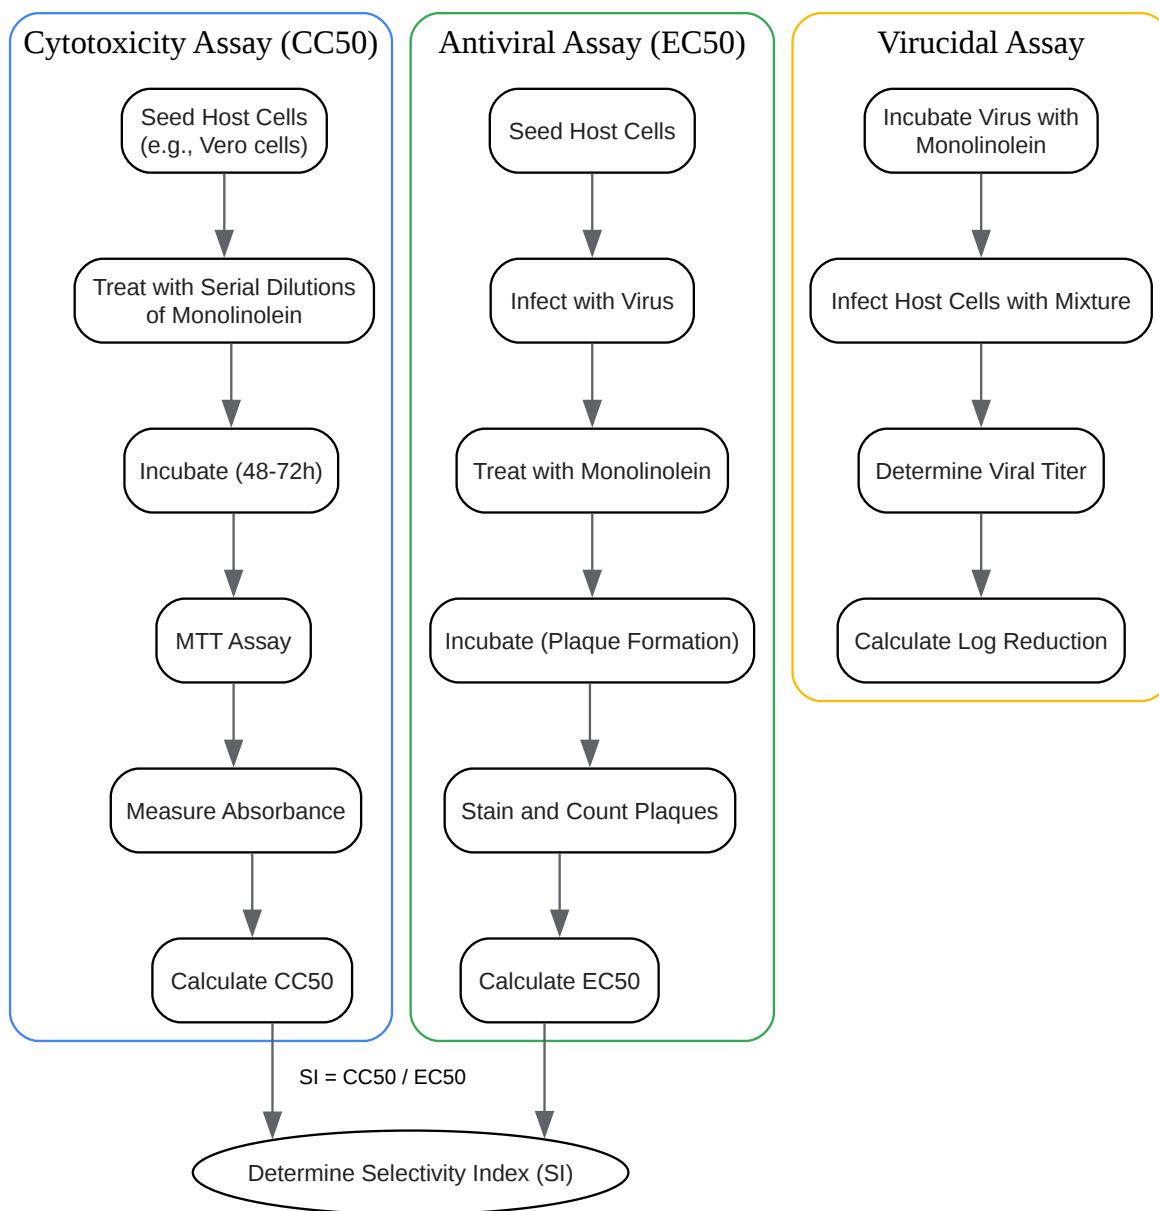 Cytotoxicity Assay (CC50)
Seed Host Cells
(e.g., Vero cells)
Treat with Serial Dilutions
of Monolinolein
Incubate (48-72h)
MTT Assay
Measure Absorbance
Calculate CC50
Antiviral Assay (EC50)
Seed Host Cells
Infect with Virus
Treat with Monolinolein
Incubate (Plaque Formation)
Stain and Count Plaques
Calculate EC50
Virucidal Assay
Incubate Virus with
Monolinolein
Infect Host Cells with Mixture
Determine Viral Titer
Calculate Log Reduction
SI = CC50 / EC50
Determine Selectivity Index (SI)